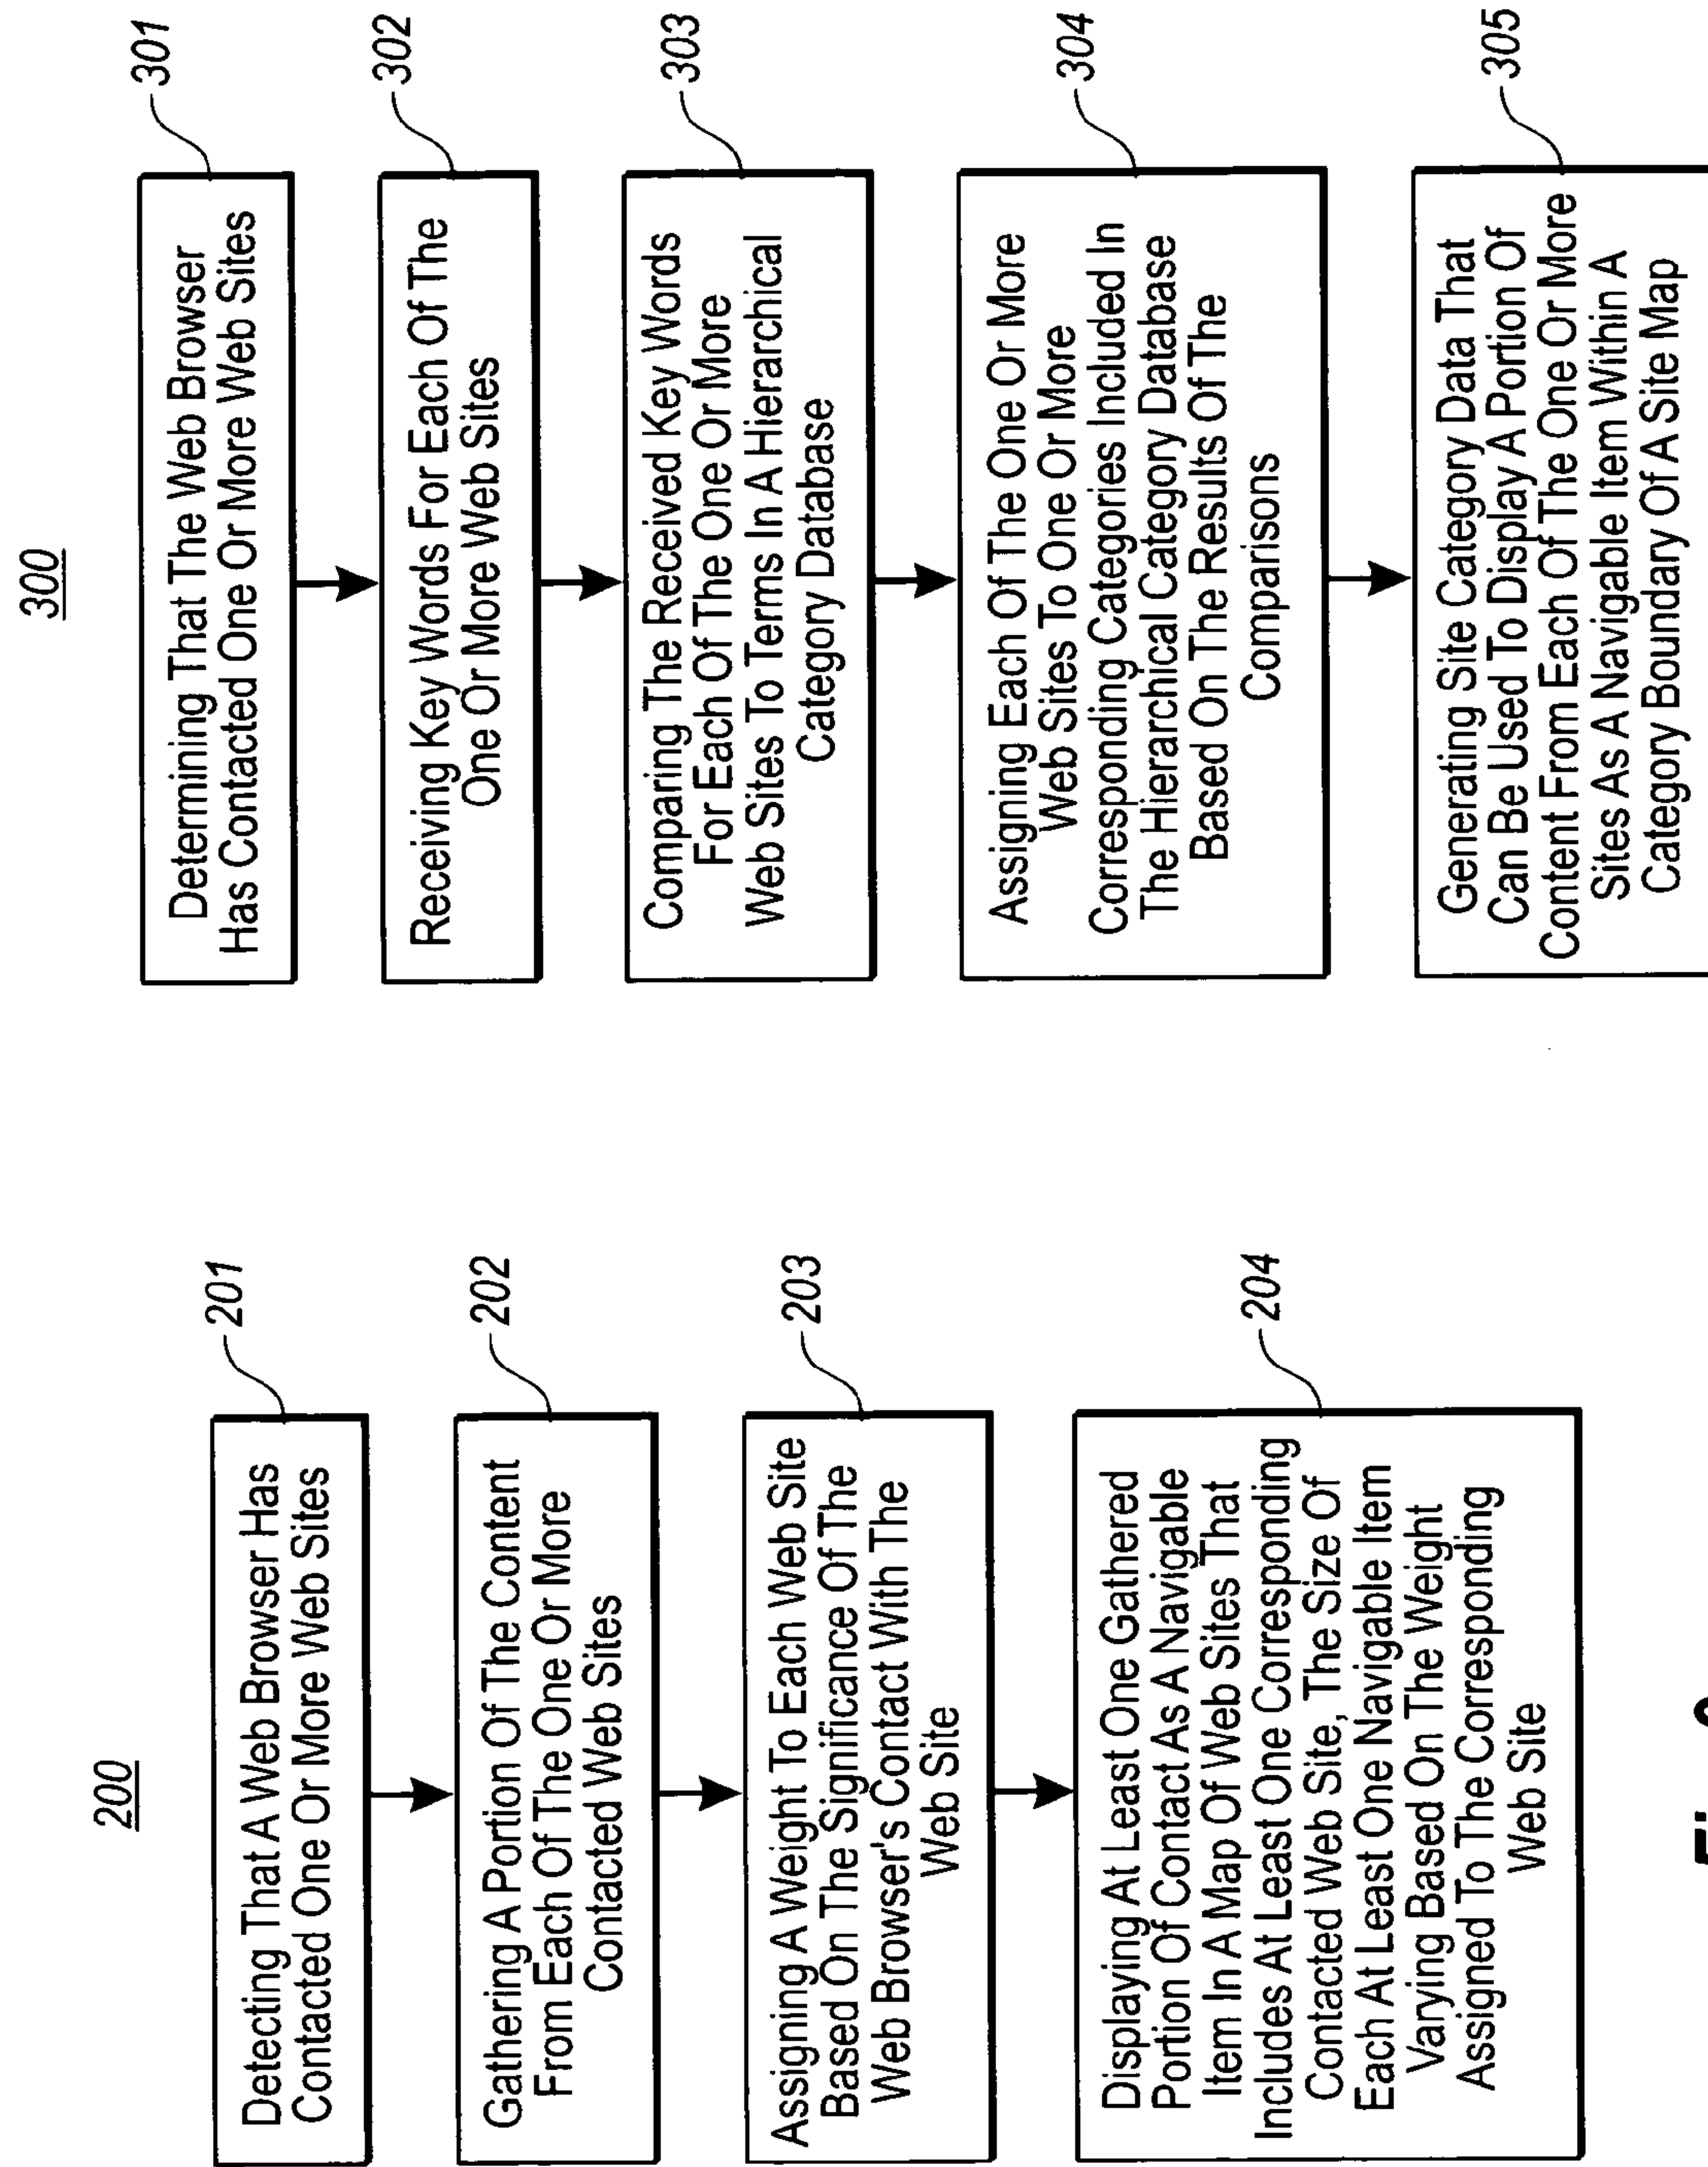 200
201
Detecting That A Web Browser Has
Contacted One Or More Web Sites
202
Gathering A Portion Of The Content
From Each Of The One Or More
Contacted Web Sites
203
Assigning A Weight To Each Web Site
Based On The Significance Of The
Web Browser's Contact With The
Web Site
204
Displaying At Least One Gathered
Portion Of Contact As A Navigable
Item In A Map Of Web Sites That
Includes At Least One Corresponding
Contacted Web Site, The Size Of
Each At Least One Navigable Item
Varying Based On The Weight
Assigned To The Corresponding
Web Site
300
301
Determining That The Web Browser
Has Contacted One Or More Web Sites
302
Receiving Key Words For Each Of The
One Or More Web Sites
303
Comparing The Received Key Words
For Each Of The One Or More
Web Sites To Terms In A Hierarchical
Category Database
304
Assigning Each Of The One Or More
Web Sites To One Or More
Corresponding Categories Included In
The Hierarchical Category Database
Based On The Results Of The
Comparisons
305
Generating Site Category Data That
Can Be Used To Display A Portion Of
Content From Each Of The One Or More
Sites As A Navigable Item Within A
Category Boundary Of A Site Map